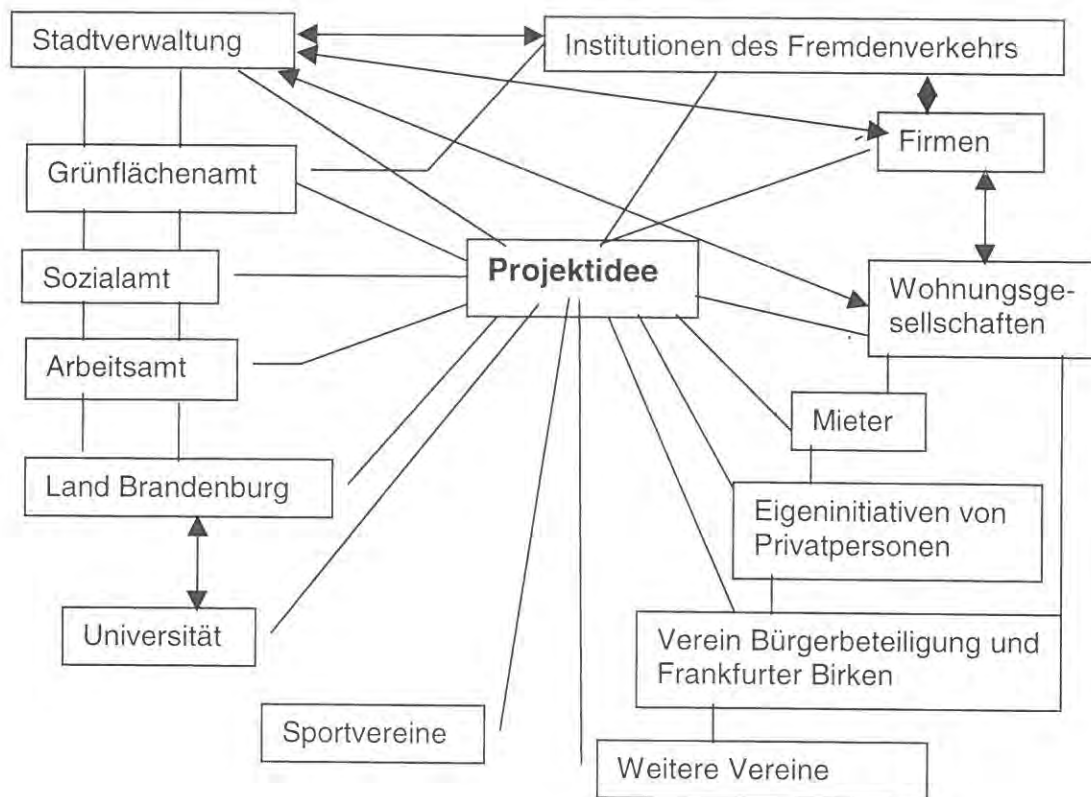 Stadtverwaltung
Institutionen des Fremdenverkehrs
Firmen
Grünflächenamt
Projektidee
Sozialamt
Wohnungsge-
sellschaften
Arbeitsamt
Mieter
Land Brandenburg
Eigeninitiativen von
Privatpersonen
Universität
Verein Bürgerbeteiligung und
Frankfurter Birken
Sportvereine
Weitere Vereine